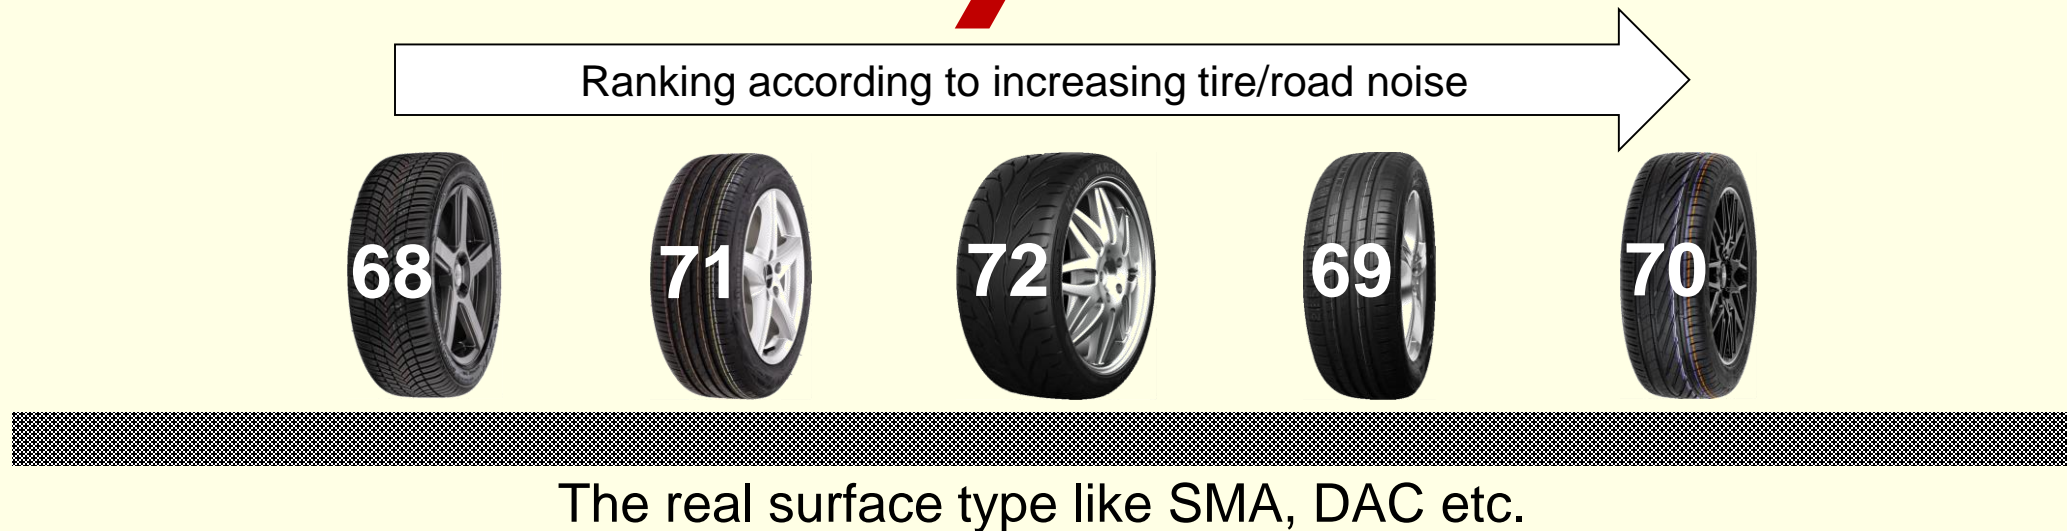 Ranking according to increasing tire/road noise
68 71 72 69 70
The real surface type like SMA, DAC etc.